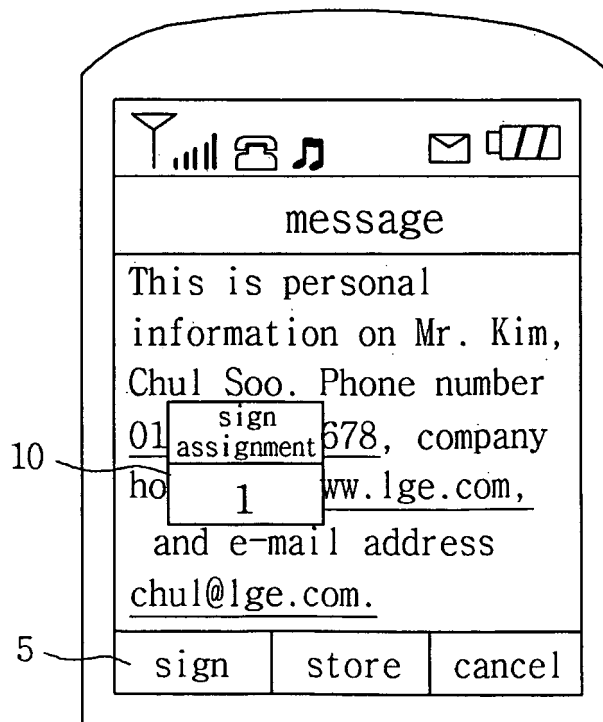 message
This is personal
information on Mr. Kim,
Chul Soo. Phone number
01 678, company
ho ww.lge.com,
and e-mail address
chul@lge.com.
sign
assignment
1
10
5
sign store cancel